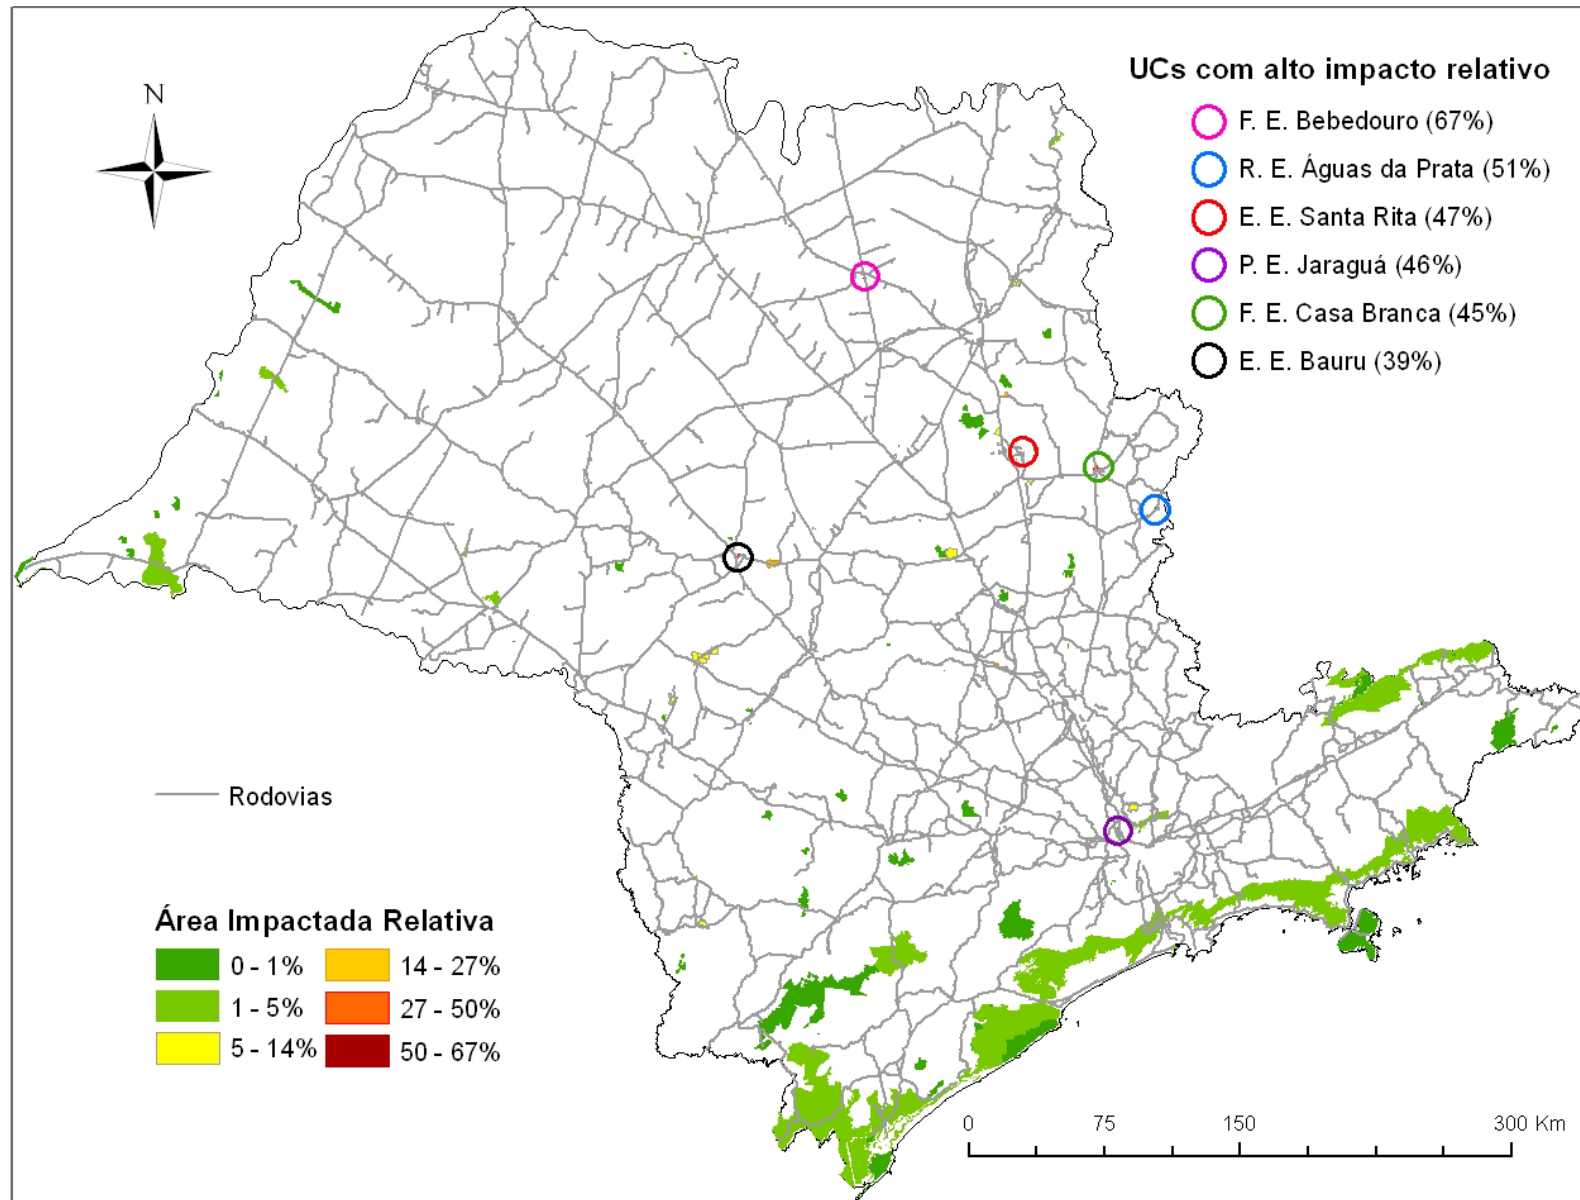 N
UCs com alto impacto relativo
F. E. Bebedouro (67%)
R. E. Águas da Prata (51%)
E. E. Santa Rita (47%)
P. E. Jaraguá (46%)
F. E. Casa Branca (45%)
E. E. Bauru (39%)
Rodovias
Área Impactada Relativa
0 - 1% 14 - 27%
1 - 5% 27 - 50%
5 - 14% 50 - 67%
0 75 150 300 Km